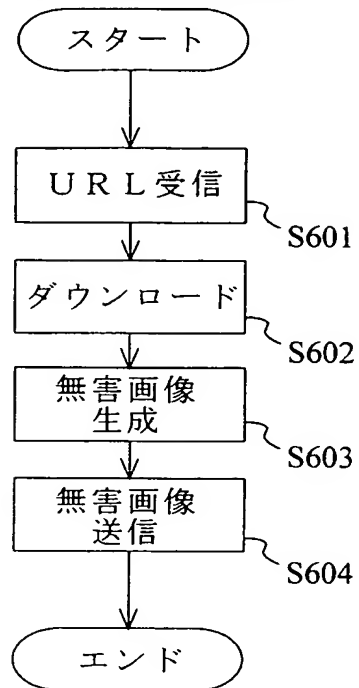 スタート
ＵＲＬ受信
S601
ダウンロード
S602
無害画像
生成
S603
無害画像
送信
S604
エンド